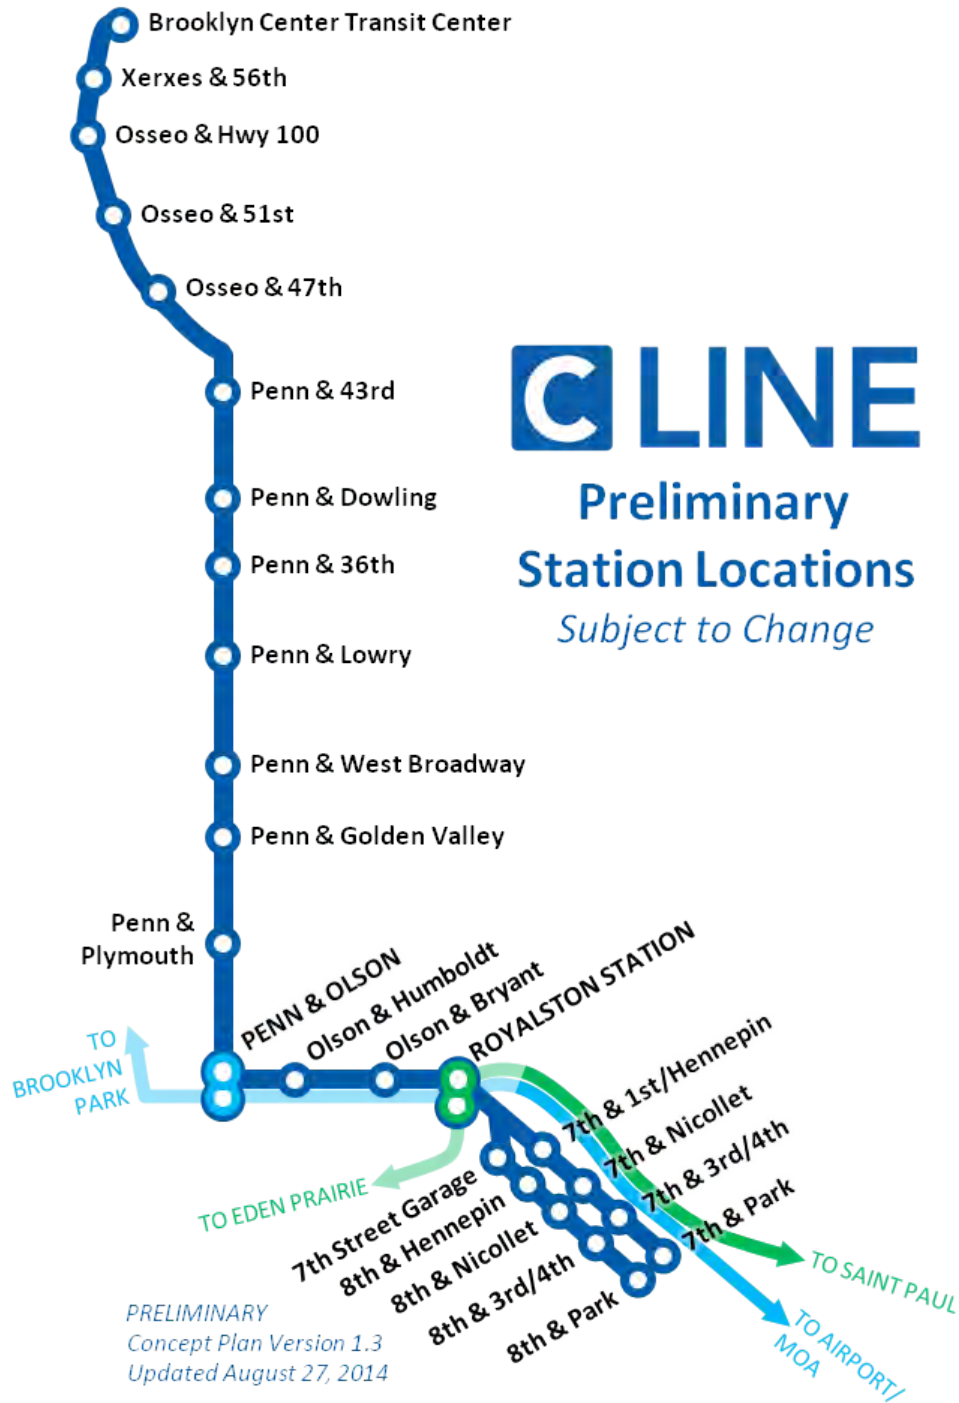 Brooklyn Center Transit Center
Xerxes & 56th
Osseo & Hwy 100
Osseo & 51st
Osseo & 47th
Penn & 43rd
C LINE
Preliminary
Station Locations
Subject to Change
Penn & Dowling
Penn & 36th
Penn & Lowry
Penn & West Broadway
Penn & Golden Valley
Penn &
Plymouth
PENN & OLSON
Olson & Humboldt
Olson & Bryant
ROYALSTON STATION
TO
BROOKLYN
PARK
7th & 1st/Hennepin
7th & Nicollet
7th & 3rd/4th
7th & Park
TO EDEN PRAIRIE
7th Street Garage
8th & Hennepin
8th & Nicollet
8th & 3rd/4th
8th & Park
TO SAINT PAUL
TO AIRPORT/
MOA
PRELIMINARY
Concept Plan Version 1.3
Updated August 27, 2014